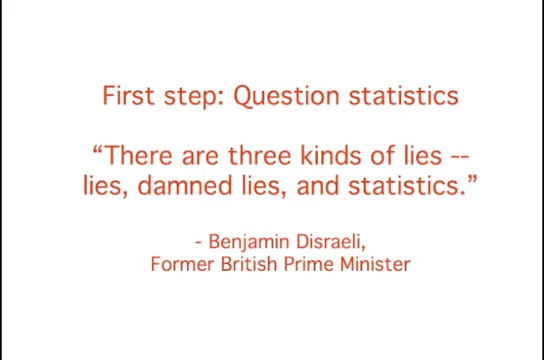 First step: Question statistics
“There are three kinds of lies --
lies, damned lies, and statistics.”
- Benjamin Disraeli,
Former British Prime Minister